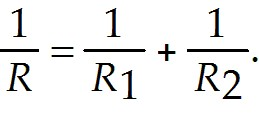 1/R = 1/R1 + 1/R2.